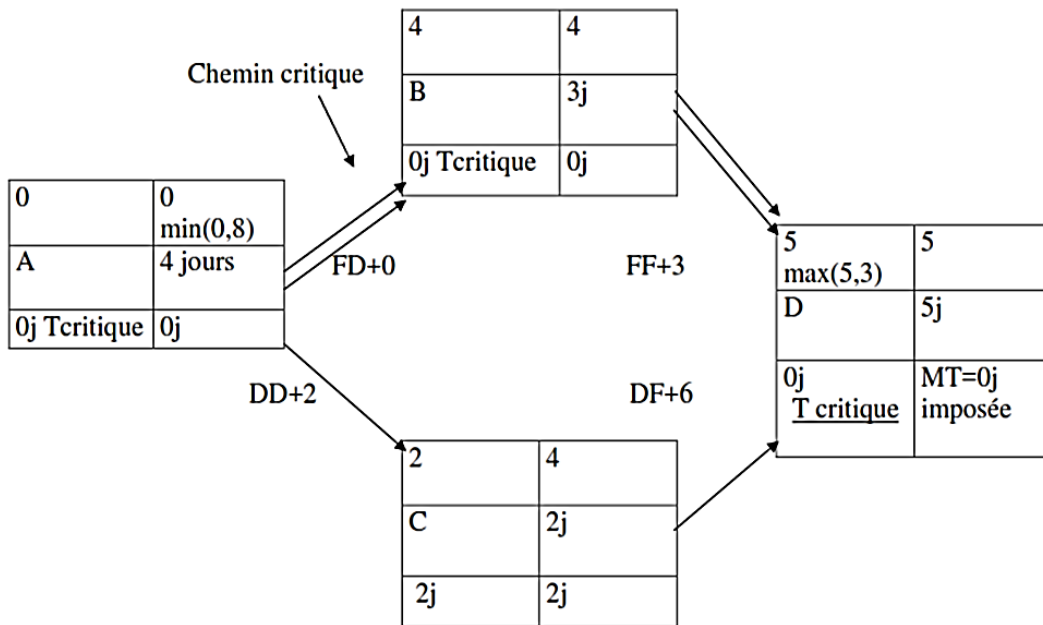 4 4
Chemin critique
B 3j
0j Tcritique 0j
0 0
min(0,8)
A 4 jours
0j Tcritique 0j
FD+0
FF+3
5 5
max(5,3)
D 5j
0j MT=0j
T critique imposée
DD+2
DF+6
2 4
C 2j
2j 2j